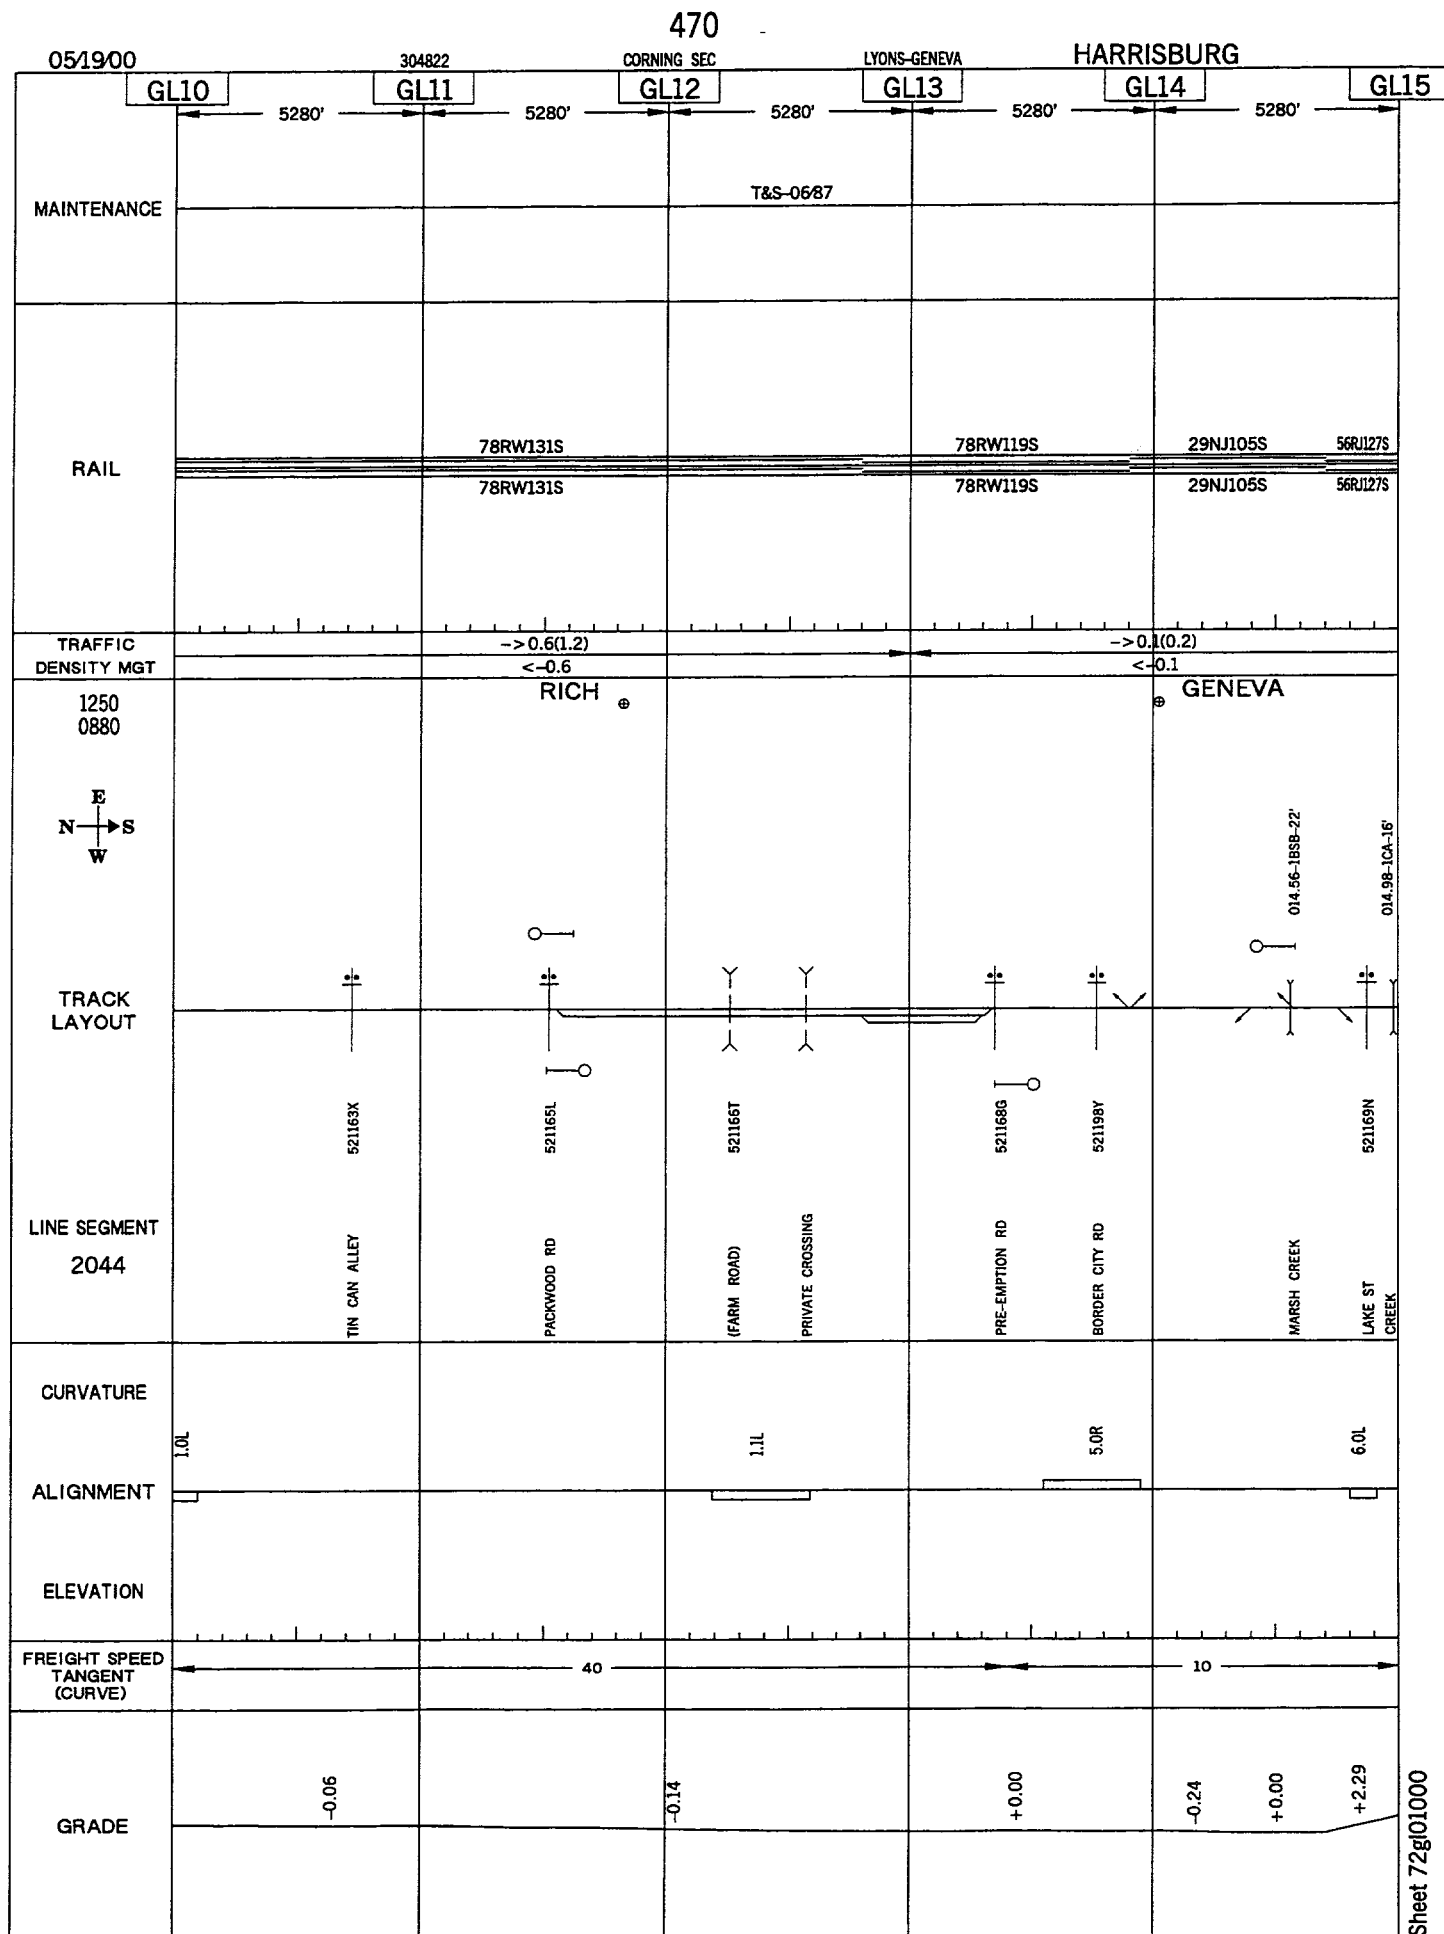 470
05/19/00
304822
CORNING SEC
LYONS-GENEVA
HARRISBURG
GL10
GL11
GL12
GL13
GL14
GL15
5280'
5280'
5280'
5280'
5280'
MAINTENANCE
T&S-06/87
RAIL
78RW131S
78RW119S
29NJ105S
56RJ127S
78RW131S
78RW119S
29NJ105S
56RJ127S
TRAFFIC
DENSITY MGT
->0.6(1.2)
->0.1(0.2)
<-0.6
<-0.1
1250
0880
RICH
GENEVA
E
N
S
W
014.56-1BSB-22'
014.98-1CA-16'
TRACK
LAYOUT
521163X
521165L
521166T
521168G
521198Y
521169N
LINE SEGMENT
2044
TIN CAN ALLEY
PACKWOOD RD
(FARM ROAD)
PRIVATE CROSSING
PRE-EMPTION RD
BORDER CITY RD
MARSH CREEK
LAKE ST
CREEK
CURVATURE
1.0L
1.1L
5.0R
6.0L
ALIGNMENT
ELEVATION
FREIGHT SPEED
TANGENT
(CURVE)
40
10
GRADE
-0.06
-0.14
+0.00
-0.24
+0.00
+2.29
Sheet 72gl01000